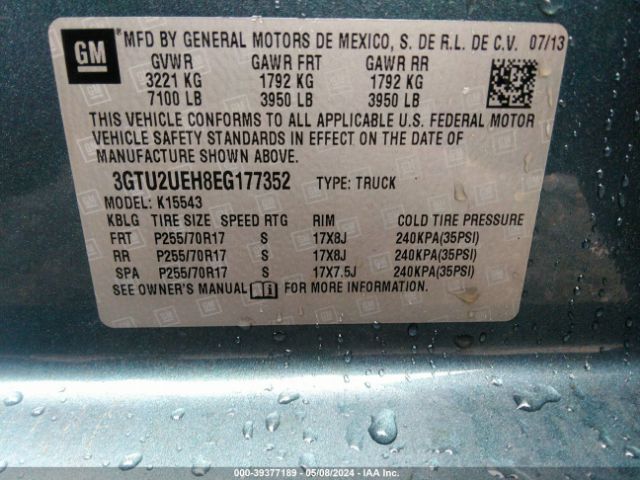 GM
MFD BY GENERAL MOTORS DE MEXICO, S. DE R.L. DE C.V. 07/13
GVWR GAWR FRT GAWR RR
3221 KG 1792 KG 1792 KG
7100 LB 3950 LB 3950 LB
THIS VEHICLE CONFORMS TO ALL APPLICABLE U.S. FEDERAL MOTOR
VEHICLE SAFETY STANDARDS IN EFFECT ON THE DATE OF
MANUFACTURE SHOWN ABOVE.
3GTU2UEH8EG177352 TYPE: TRUCK
MODEL: K15543
KBLG TIRE SIZE SPEED RTG RIM COLD TIRE PRESSURE
FRT P255/70R17 S 17X8J 240KPA(35PSI)
RR P255/70R17 S 17X8J 240KPA(35PSI)
SPA P255/70R17 S 17X7.5J 240KPA(35PSI)
SEE OWNER'S MANUAL FOR MORE INFORMATION.
000-39377189 - 05/08/2024 - IAA Inc.